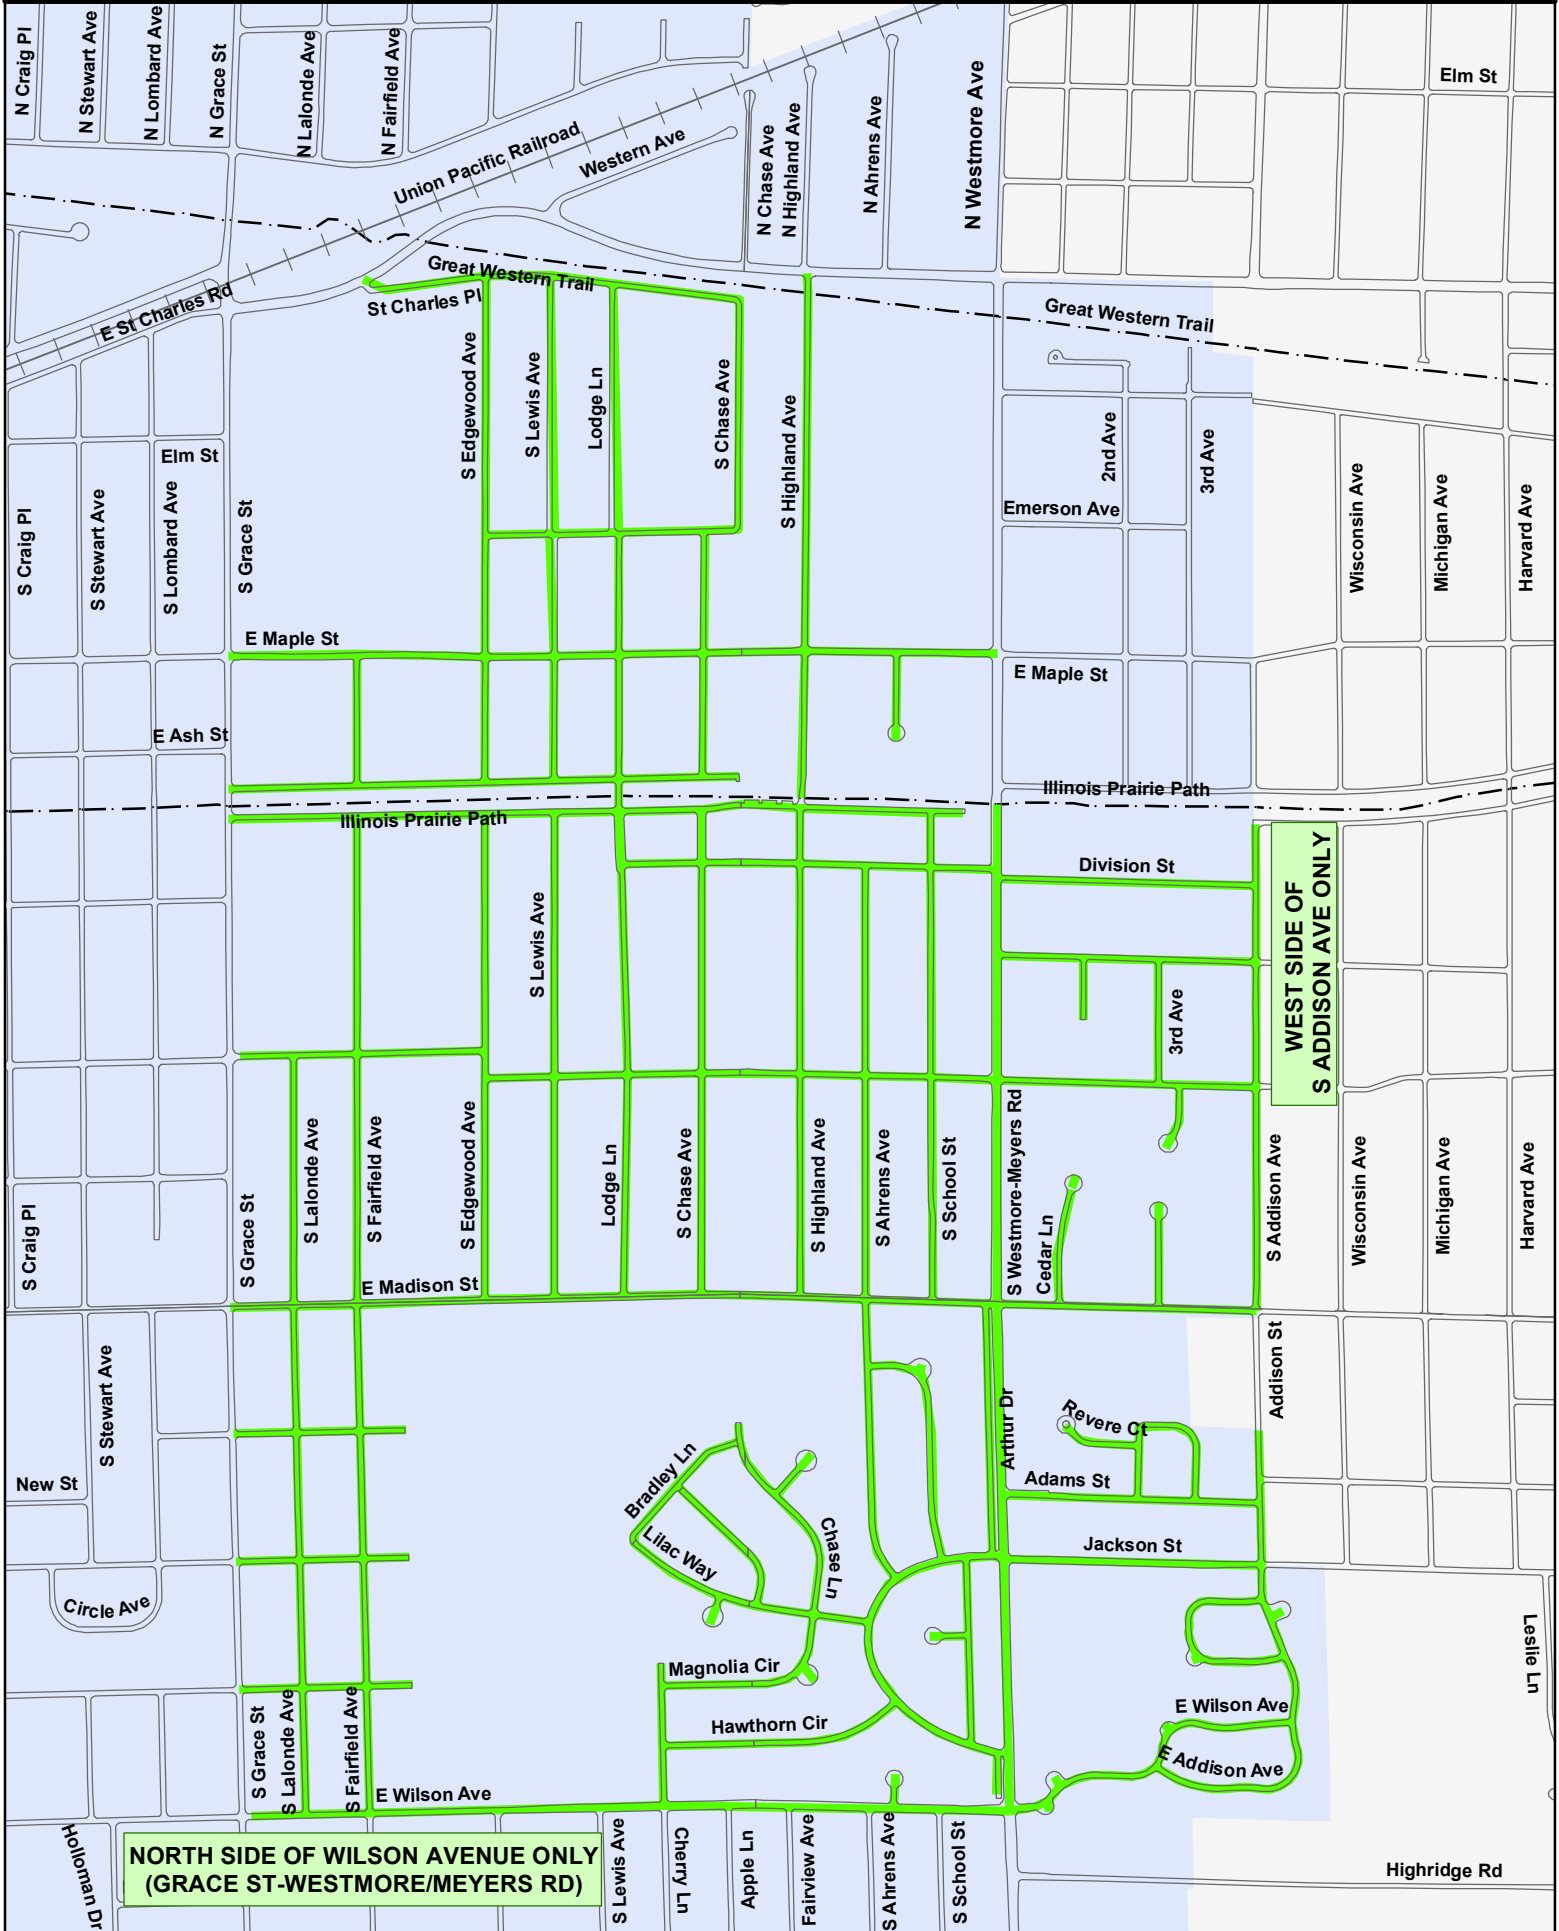 N Craig Pl
N Stewart Ave
N Lombard Ave
N Grace St
N Lalonde Ave
N Fairfield Ave
Union Pacific Railroad
Western Ave
N Chase Ave
N Highland Ave
N Ahrens Ave
N Westmore Ave
Elm St
E St Charles Rd
Great Western Trail
St Charles Pl
Great Western Trail
S Edgewood Ave
S Lewis Ave
Lodge Ln
S Chase Ave
S Highland Ave
2nd Ave
3rd Ave
Emerson Ave
Wisconsin Ave
Michigan Ave
Harvard Ave
Elm St
S Craig Pl
S Stewart Ave
S Lombard Ave
S Grace St
E Maple St
E Maple St
E Ash St
Illinois Prairie Path
Illinois Prairie Path
Division St
WEST SIDE OF
S ADDISON AVE ONLY
S Lewis Ave
3rd Ave
S Craig Pl
S Grace St
S Lalonde Ave
S Fairfield Ave
S Edgewood Ave
Lodge Ln
S Chase Ave
S Highland Ave
S Ahrens Ave
S School St
S Westmore-Meyers Rd
Cedar Ln
S Addison Ave
Wisconsin Ave
Michigan Ave
Harvard Ave
E Madison St
S Stewart Ave
Addison St
Arthur Dr
Revere Ct
Adams St
New St
Bradley Ln
Lilac Way
Chase Ln
Jackson St
Circle Ave
Leslie Ln
Magnolia Cir
Hawthorn Cir
E Wilson Ave
E Addison Ave
S Grace St
S Lalonde Ave
S Fairfield Ave
E Wilson Ave
Holloman Dr
NORTH SIDE OF WILSON AVENUE ONLY
(GRACE ST-WESTMORE/MEYERS RD)
S Lewis Ave
Cherry Ln
Apple Ln
Fairview Ave
S Ahrens Ave
S School St
Highridge Rd